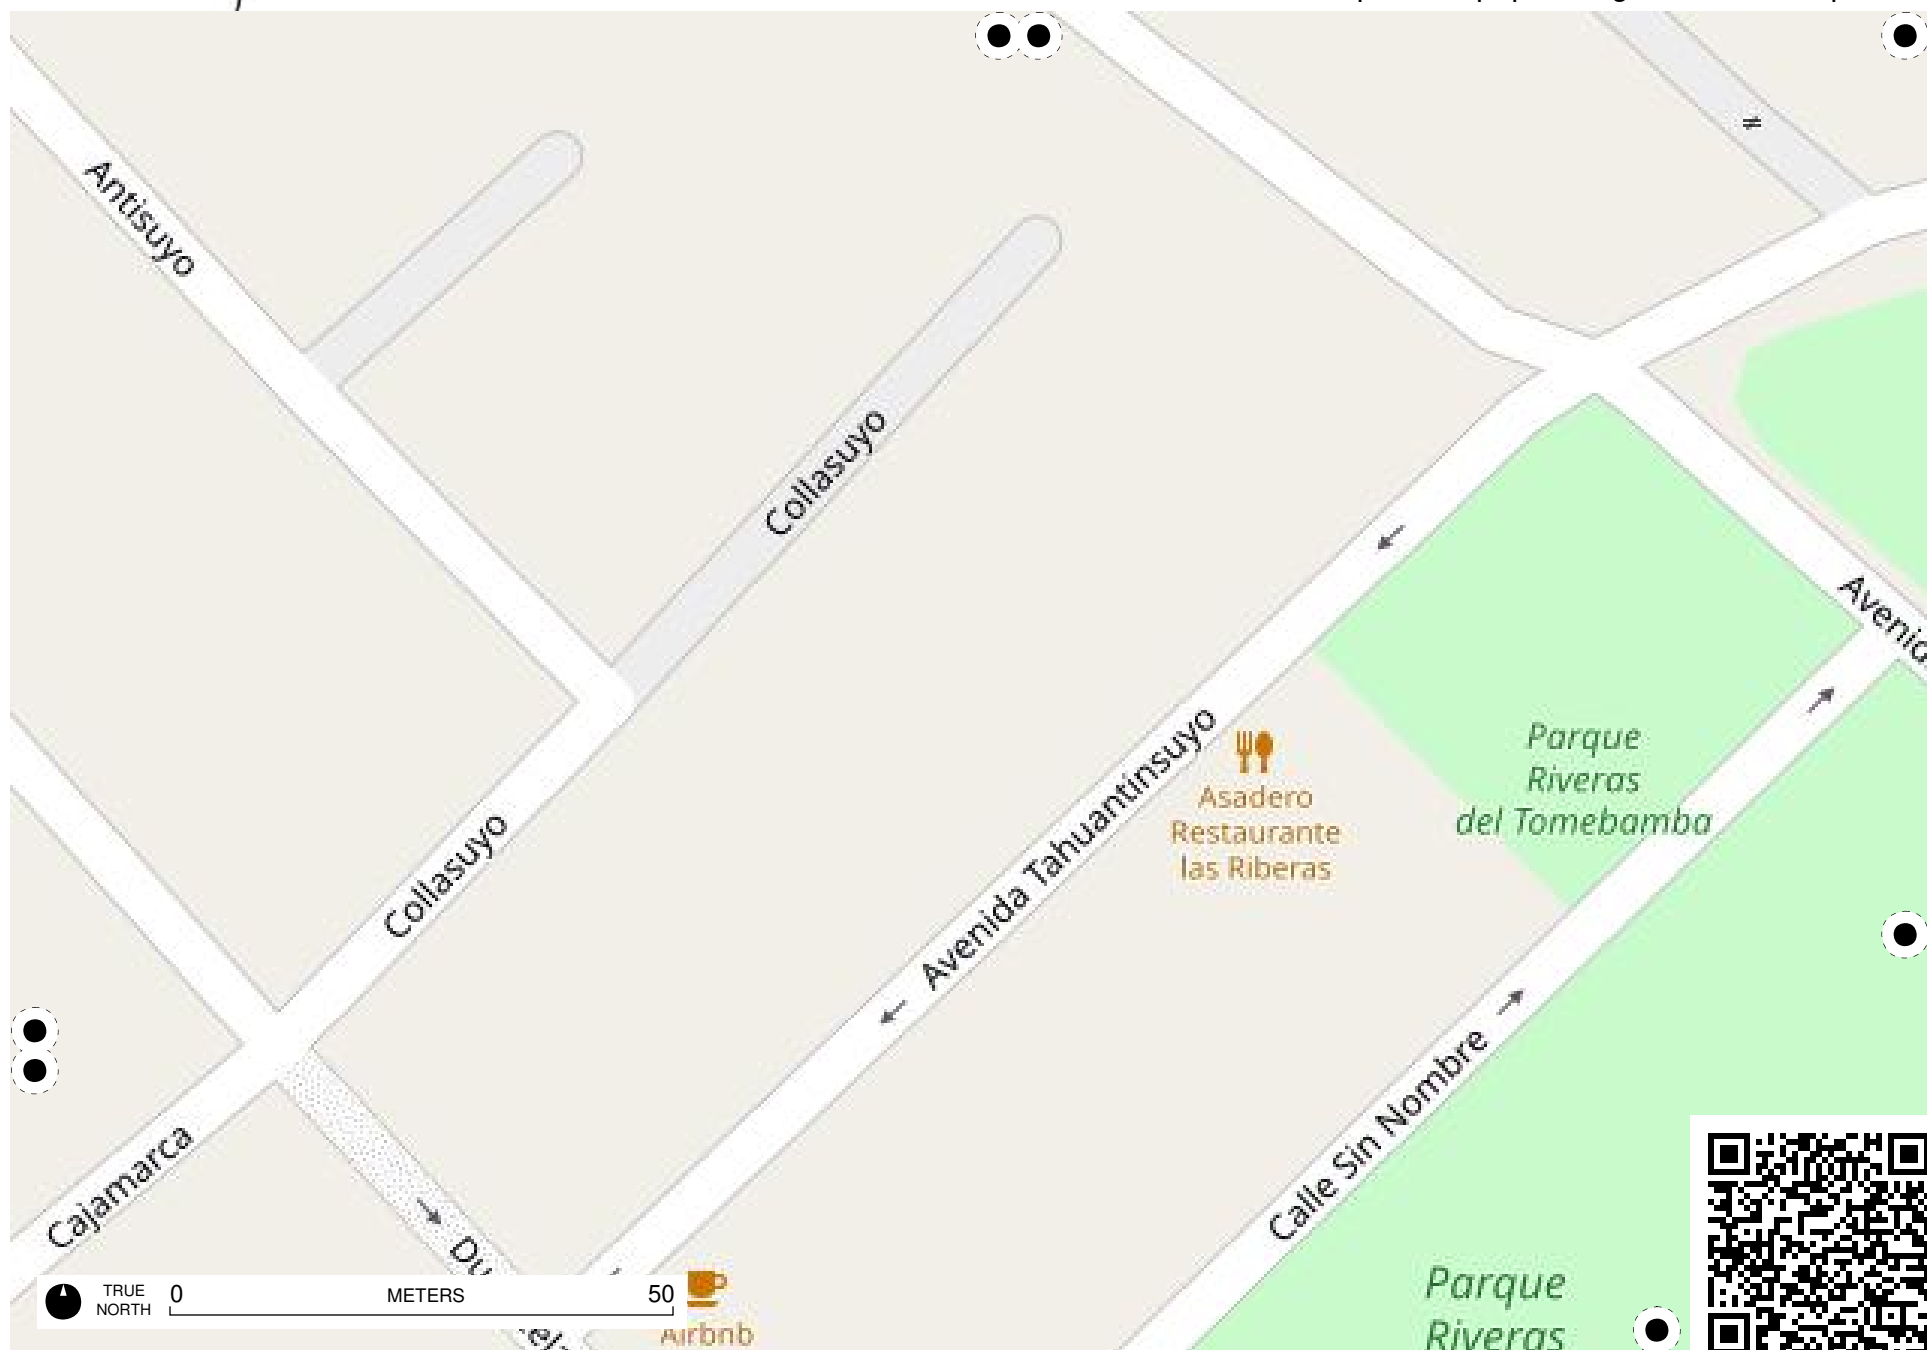 Antisuyo
Collasuyo
Avenida Tahuantinsuyo
Asadero
Restaurante
las Riberas
Parque
Riveras
del Tomebamba
Collasuyo
Calle Sin Nombre
Cajamarca
TRUE
NORTH
0
METERS
50
Airbnb
Parque
Riveras